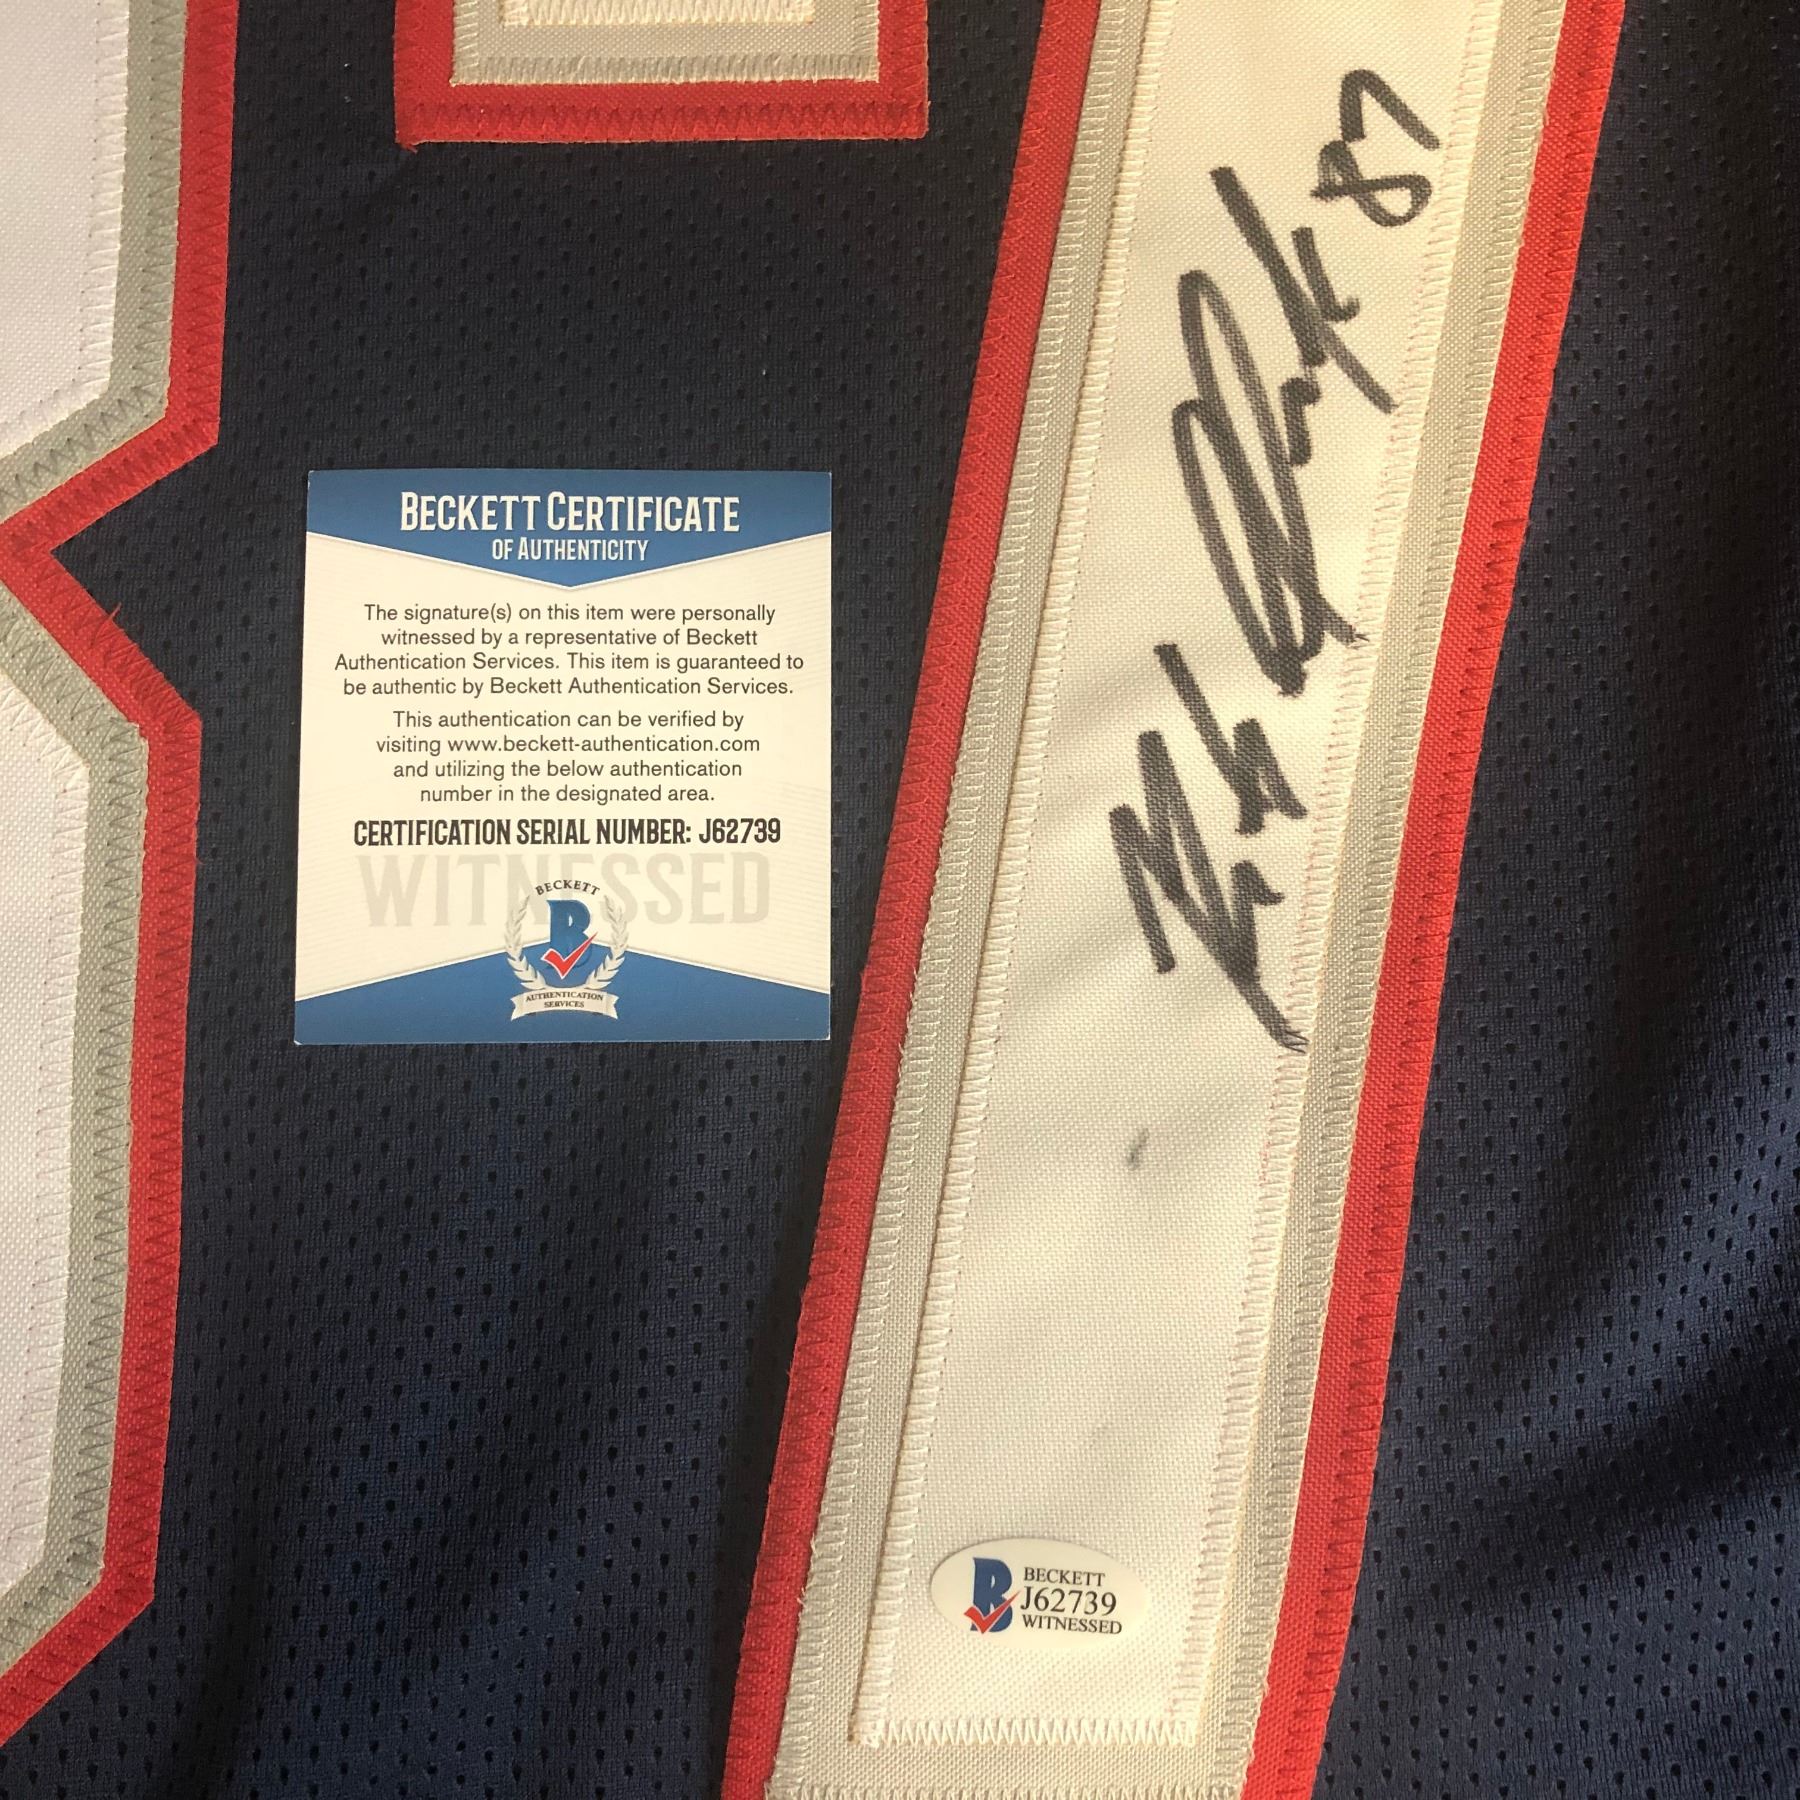 BECKETT CERTIFICATE
OF AUTHENTICITY
The signature(s) on this item were personally
witnessed by a representative of Beckett
Authentication Services. This item is guaranteed to
be authentic by Beckett Authentication Services.
This authentication can be verified by
visiting www.beckett-authentication.com
and utilizing the below authentication
number in the designated area.
CERTIFICATION SERIAL NUMBER: J62739
WITNESSED
BECKETT
B
AUTHENTICATION
SERVICES
87
B
BECKETT
J62739
WITNESSED